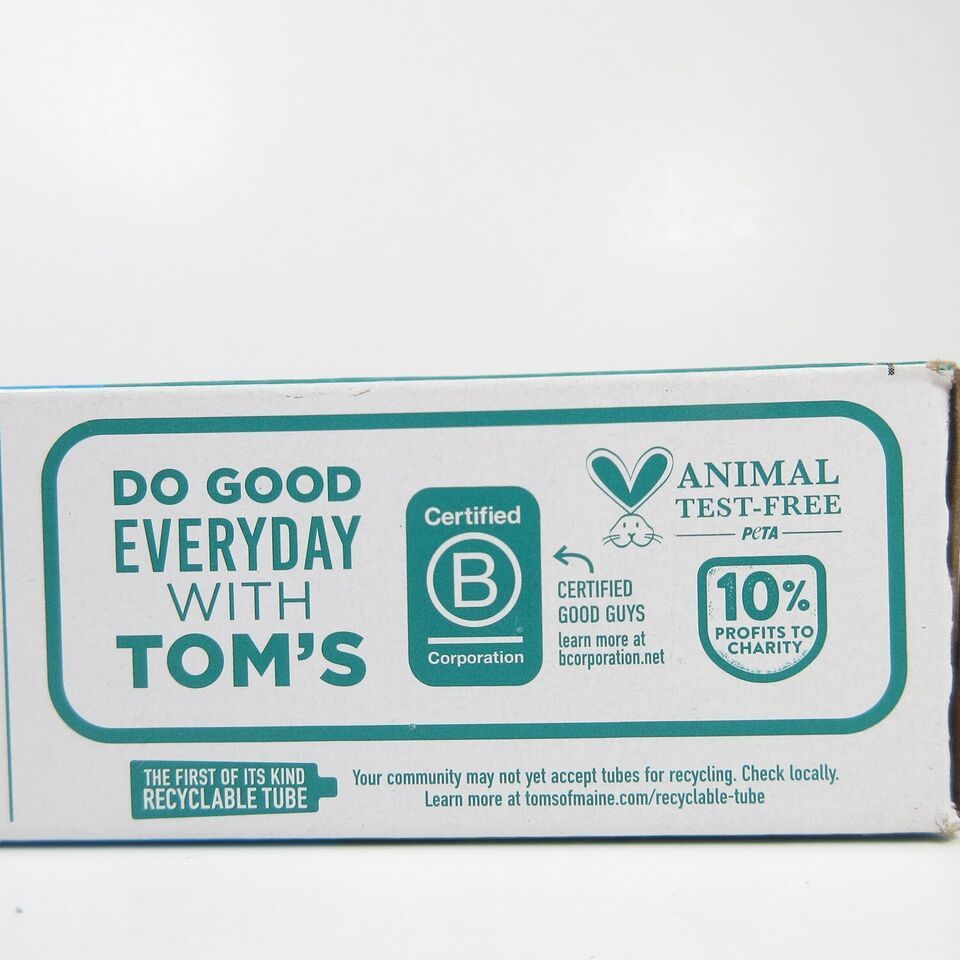 DO GOOD
EVERYDAY
WITH
TOM'S
Certified
B
®
Corporation
CERTIFIED
GOOD GUYS
learn more at
bcorporation.net
ANIMAL
TEST-FREE
PeTA
10%
PROFITS TO
CHARITY
THE FIRST OF ITS KIND
RECYCLABLE TUBE
Your community may not yet accept tubes for recycling. Check locally.
Learn more at tomsofmaine.com/recyclable-tube